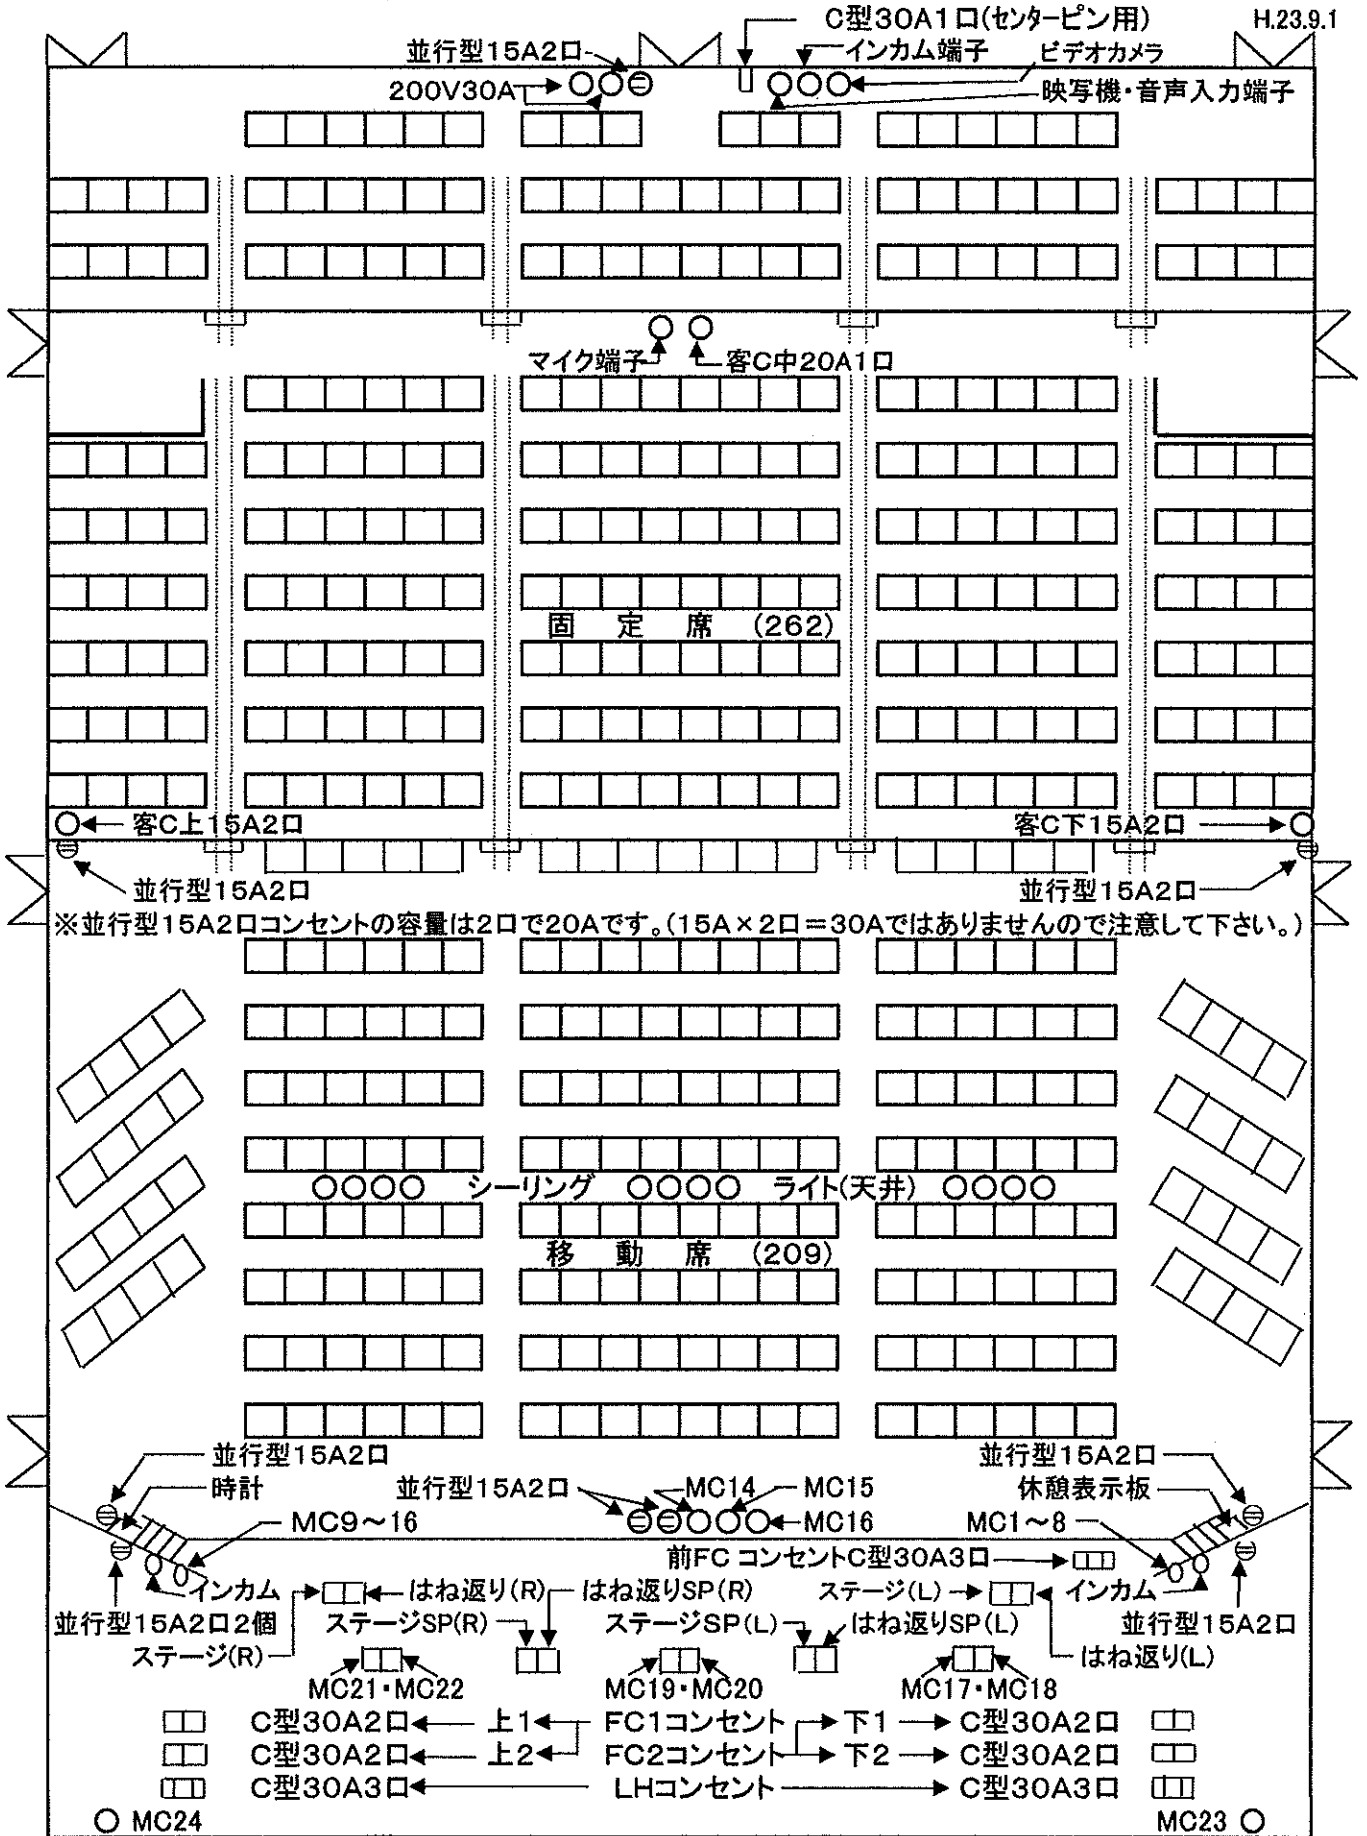 C型30A1口(センターピン用)
H.23.9.1
並行型15A2口
インカム端子
ビデオカメラ
200V30A
映写機・音声入力端子
マイク端子
客C中20A1口
固 定 席 (262)
客C上15A2口
客C下15A2口
並行型15A2口
並行型15A2口
※並行型15A2口コンセントの容量は2口で20Aです。(15A×2口=30Aではありませんので注意して下さい。)
シーリング ライト(天井)
移 動 席 (209)
並行型15A2口
並行型15A2口
時計
並行型15A2口
MC14
MC15
休憩表示板
MC9～16
MC16
MC1～8
前FC コンセントC型30A3口
インカム
はね返り(R)
はね返りSP(R)
ステージ(L)
インカム
並行型15A2口2個
ステージSP(R)
ステージSP(L)
はね返りSP(L)
並行型15A2口
ステージ(R)
はね返り(L)
MC21・MC22
MC19・MC20
MC17・MC18
C型30A2口 上1 FC1コンセント 下1 C型30A2口
C型30A2口 上2 FC2コンセント 下2 C型30A2口
C型30A3口 LHコンセント C型30A3口
MC24
MC23